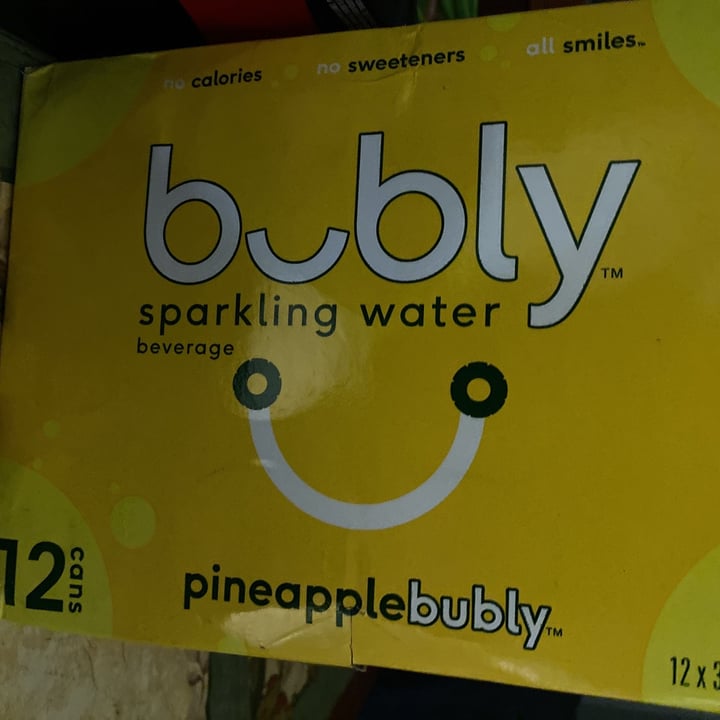 no calories no sweeteners all smiles™
bubly™
sparkling water
beverage
12 cans
pineapplebubly™
12 x 3